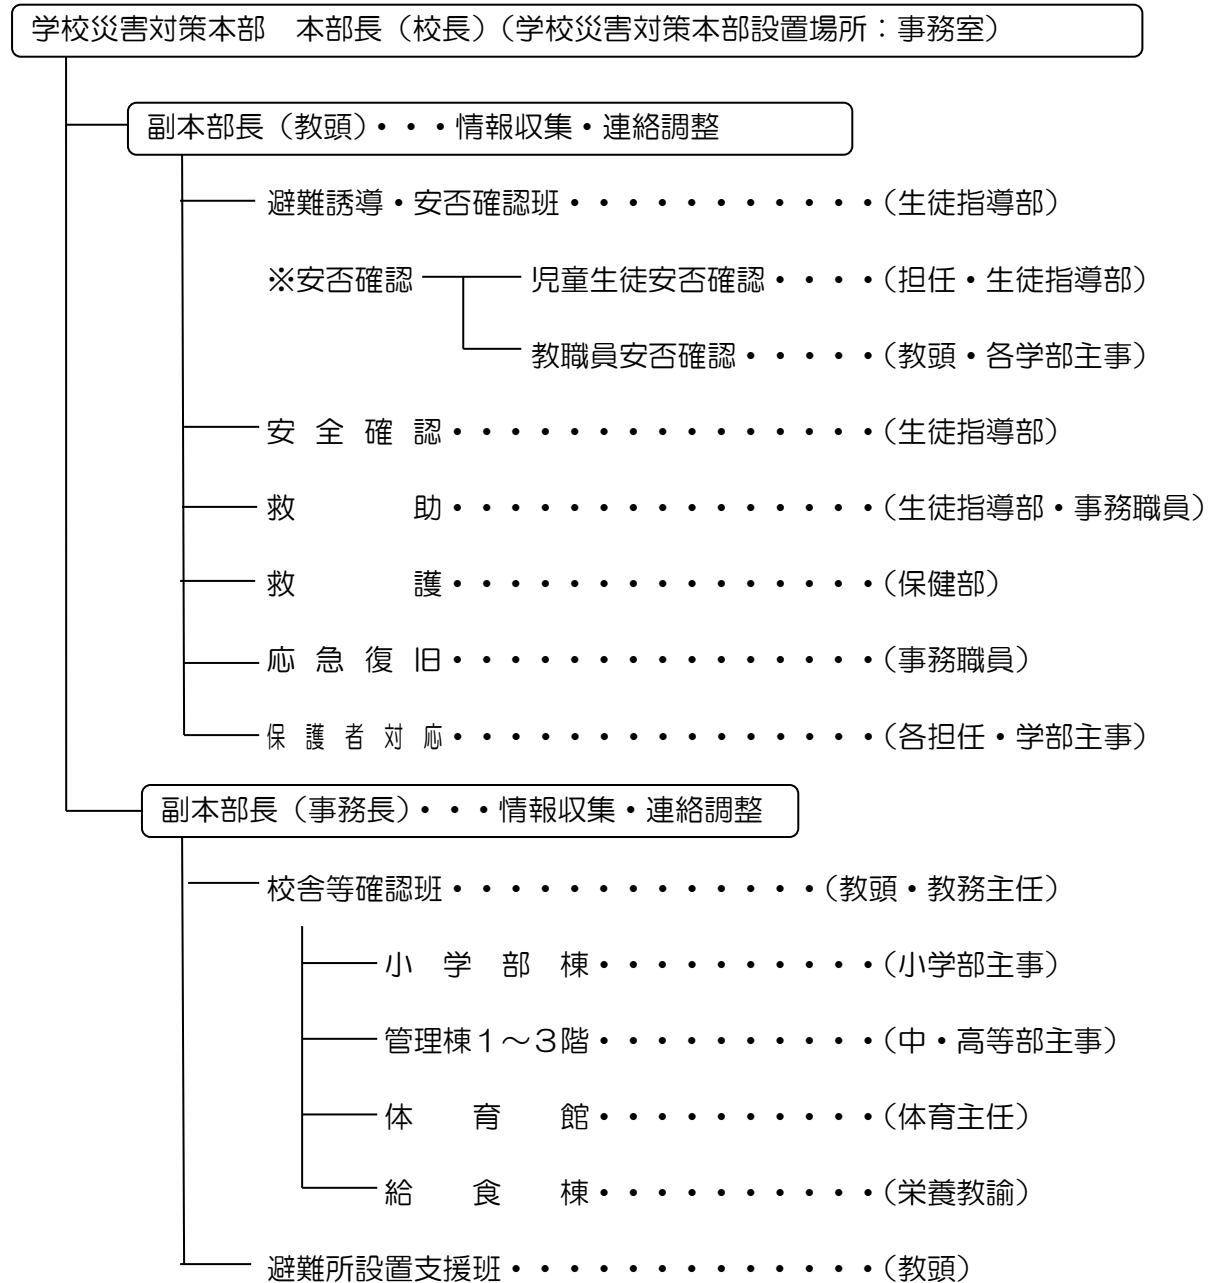 学校災害対策本部　本部長（校長）（学校災害対策本部設置場所：事務室）
副本部長（教頭）・・・情報収集・連絡調整
避難誘導・安否確認班・・・・・・・・・・・（生徒指導部）
※安否確認　児童生徒安否確認・・・・（担任・生徒指導部）
教職員安否確認・・・・・（教頭・各学部主事）
安　全　確　認・・・・・・・・・・・・・・・（生徒指導部）
救　　　　助・・・・・・・・・・・・・・・（生徒指導部・事務職員）
救　　　　護・・・・・・・・・・・・・・・（保健部）
応　急　復　旧・・・・・・・・・・・・・・・（事務職員）
保　護　者　対　応・・・・・・・・・・・・・・・（各担任・学部主事）
副本部長（事務長）・・・情報収集・連絡調整
校舎等確認班・・・・・・・・・・・・・（教頭・教務主任）
小　学　部　棟・・・・・・・・・・（小学部主事）
管理棟１～３階・・・・・・・・・・（中・高等部主事）
体　　育　　館・・・・・・・・・・（体育主任）
給　　食　　棟・・・・・・・・・・（栄養教諭）
避難所設置支援班・・・・・・・・・・・・・（教頭）